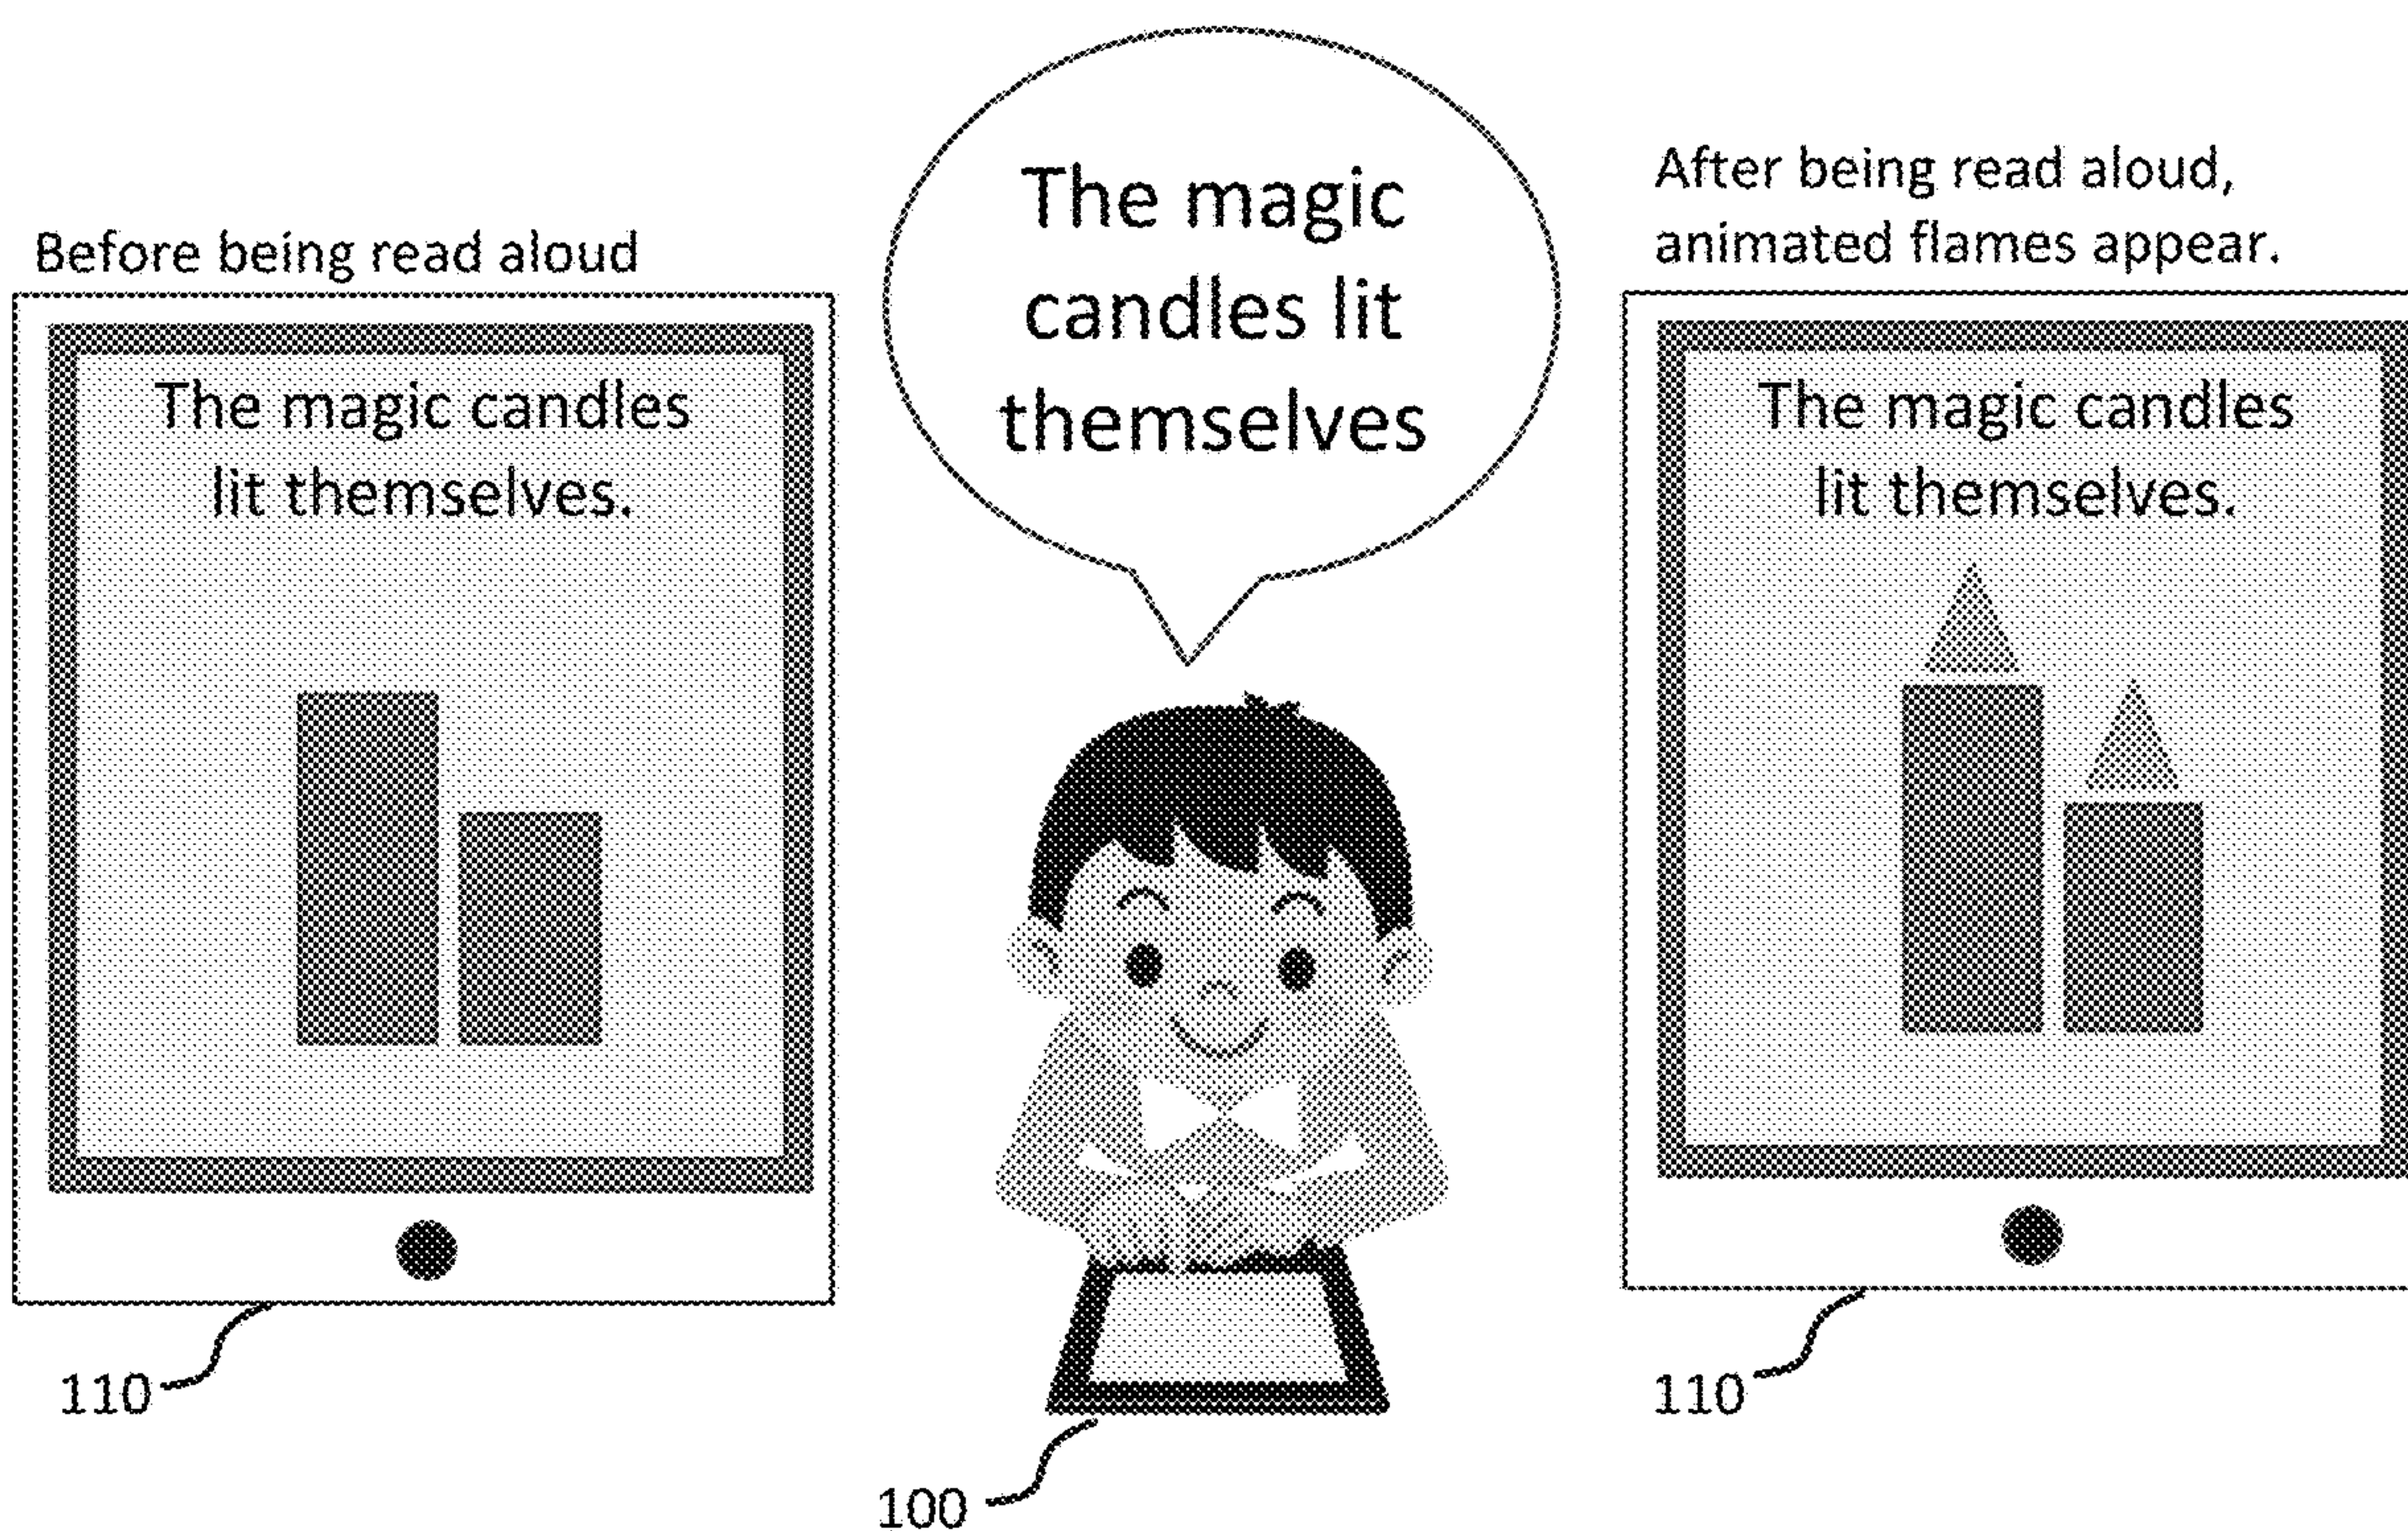 Before being read aloud
The magic candles
lit themselves.
110
The magic
candles lit
themselves
100
After being read aloud,
animated flames appear.
The magic candles
lit themselves.
110